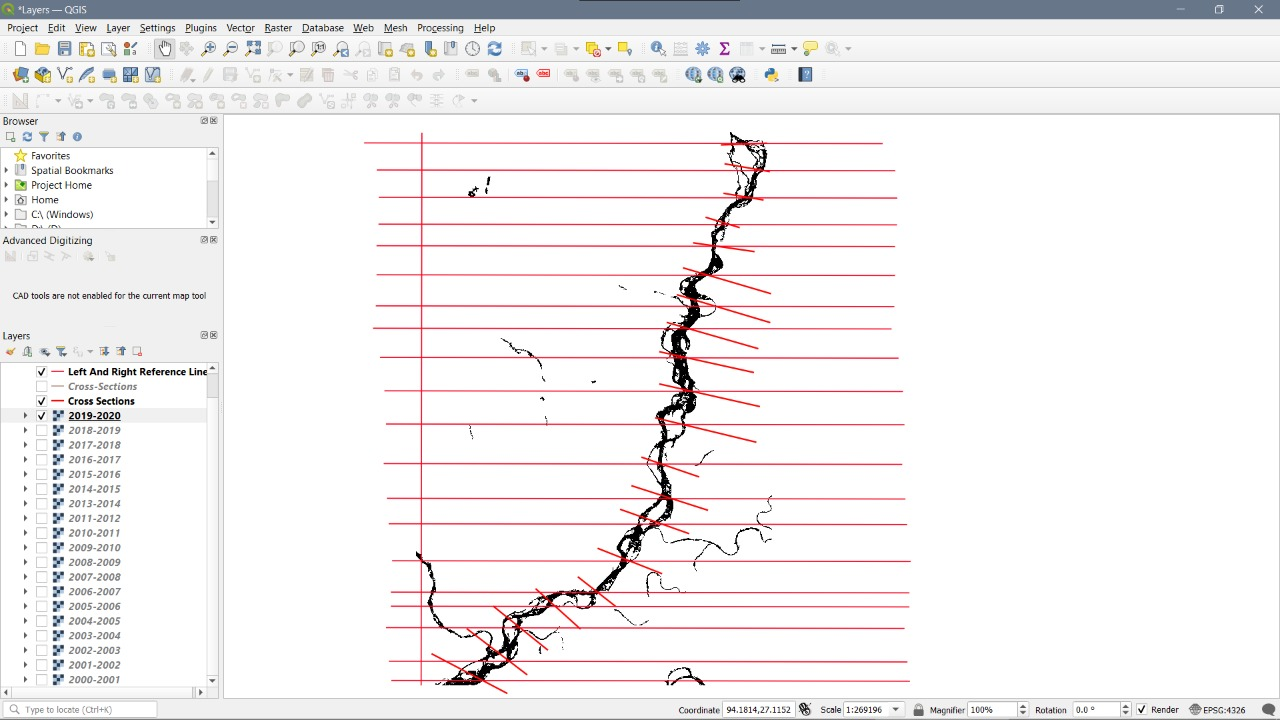 *Layers — QGIS
Project Edit View Layer Settings Plugins Vector Raster Database Web Mesh Processing Help
Browser
Favorites
Spatial Bookmarks
Project Home
Home
C:\ (Windows)
Advanced Digitizing
CAD tools are not enabled for the current map tool
Layers
Left And Right Reference Line
Cross-Sections
Cross Sections
2019-2020
2018-2019
2017-2018
2016-2017
2015-2016
2014-2015
2013-2014
2011-2012
2010-2011
2009-2010
2008-2009
2007-2008
2006-2007
2005-2006
2004-2005
2003-2004
2002-2003
2001-2002
2000-2001
Type to locate (Ctrl+K) Coordinate 94.1814,27.1152 Scale 1:269196 Magnifier 100% Rotation 0.0 ° Render EPSG:4326